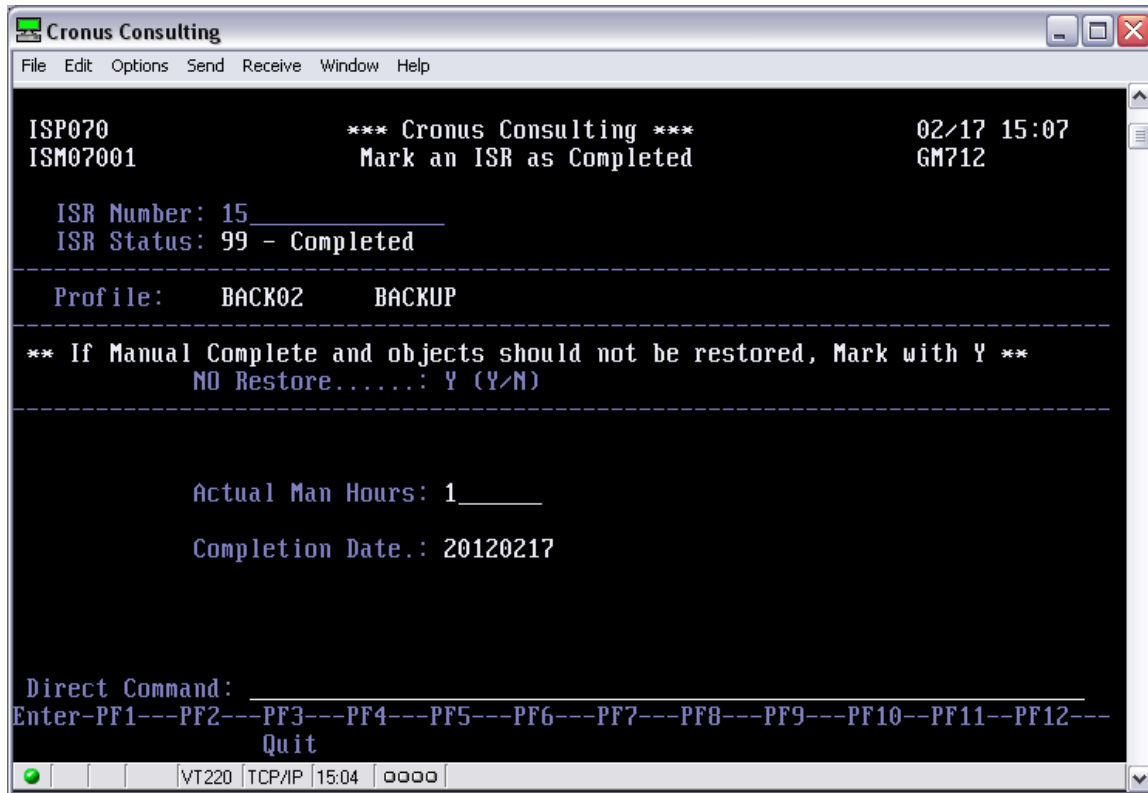 Cronus Consulting
File Edit Options Send Receive Window Help
ISP070 *** Cronus Consulting *** 02/17 15:07
ISM07001 Mark an ISR as Completed GM712
ISR Number: 15_______________
ISR Status: 99 - Completed
Profile: BACK02 BACKUP
** If Manual Complete and objects should not be restored, Mark with Y **
NO Restore......: Y (Y/N)
Actual Man Hours: 1______
Completion Date.: 20120217
Direct Command: ____________________________________________________________
Enter-PF1---PF2---PF3---PF4---PF5---PF6---PF7---PF8---PF9---PF10--PF11--PF12---
Quit
VT220 TCP/IP 15:04